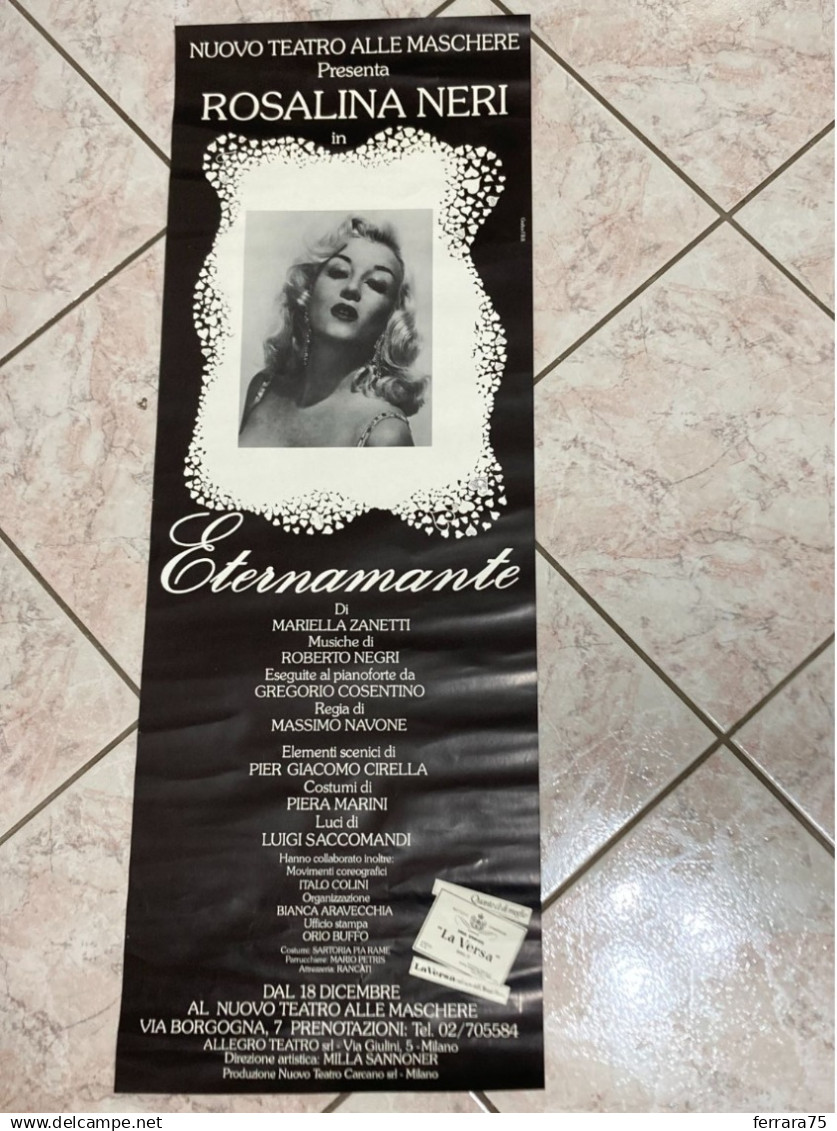 NUOVO TEATRO ALLE MASCHERE
Presenta
ROSALINA NERI
in
Eternamante
Di
MARIELLA ZANETTI
Musiche di
ROBERTO NEGRI
Eseguite al pianoforte da
GREGORIO COSENTINO
Regia di
MASSIMO NAVONE
Elementi scenici di
PIER GIACOMO CIRELLA
Costumi di
PIERA MARINI
Luci di
LUIGI SACCOMANDI
Hanno collaborato inoltre:
Movimenti coreografici
ITALO COLINI
Organizzazione
BIANCA ARAVECCHIA
Ufficio stampa
ORIO BUFFO
Costumi: SARTORIA PIA RAME
Parrucchiere: MARIO PETRIS
Attrezzeria: RANCATI
"La Versa"
La Versa
DAL 18 DICEMBRE
AL NUOVO TEATRO ALLE MASCHERE
VIA BORGOGNA, 7 PRENOTAZIONI: Tel. 02/705584
ALLEGRO TEATRO srl - Via Giulini, 5 - Milano
Direzione artistica: MILLA SANNONER
Produzione Nuovo Teatro Carcano srl - Milano
www.delcampe.net
ferrara75